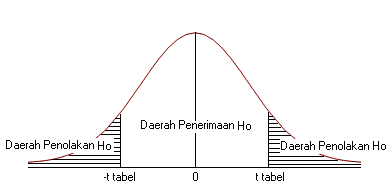 Daerah Penerimaan Ho
Daerah Penolakan Ho
Daerah Penolakan Ho
-t tabel
0
t tabel